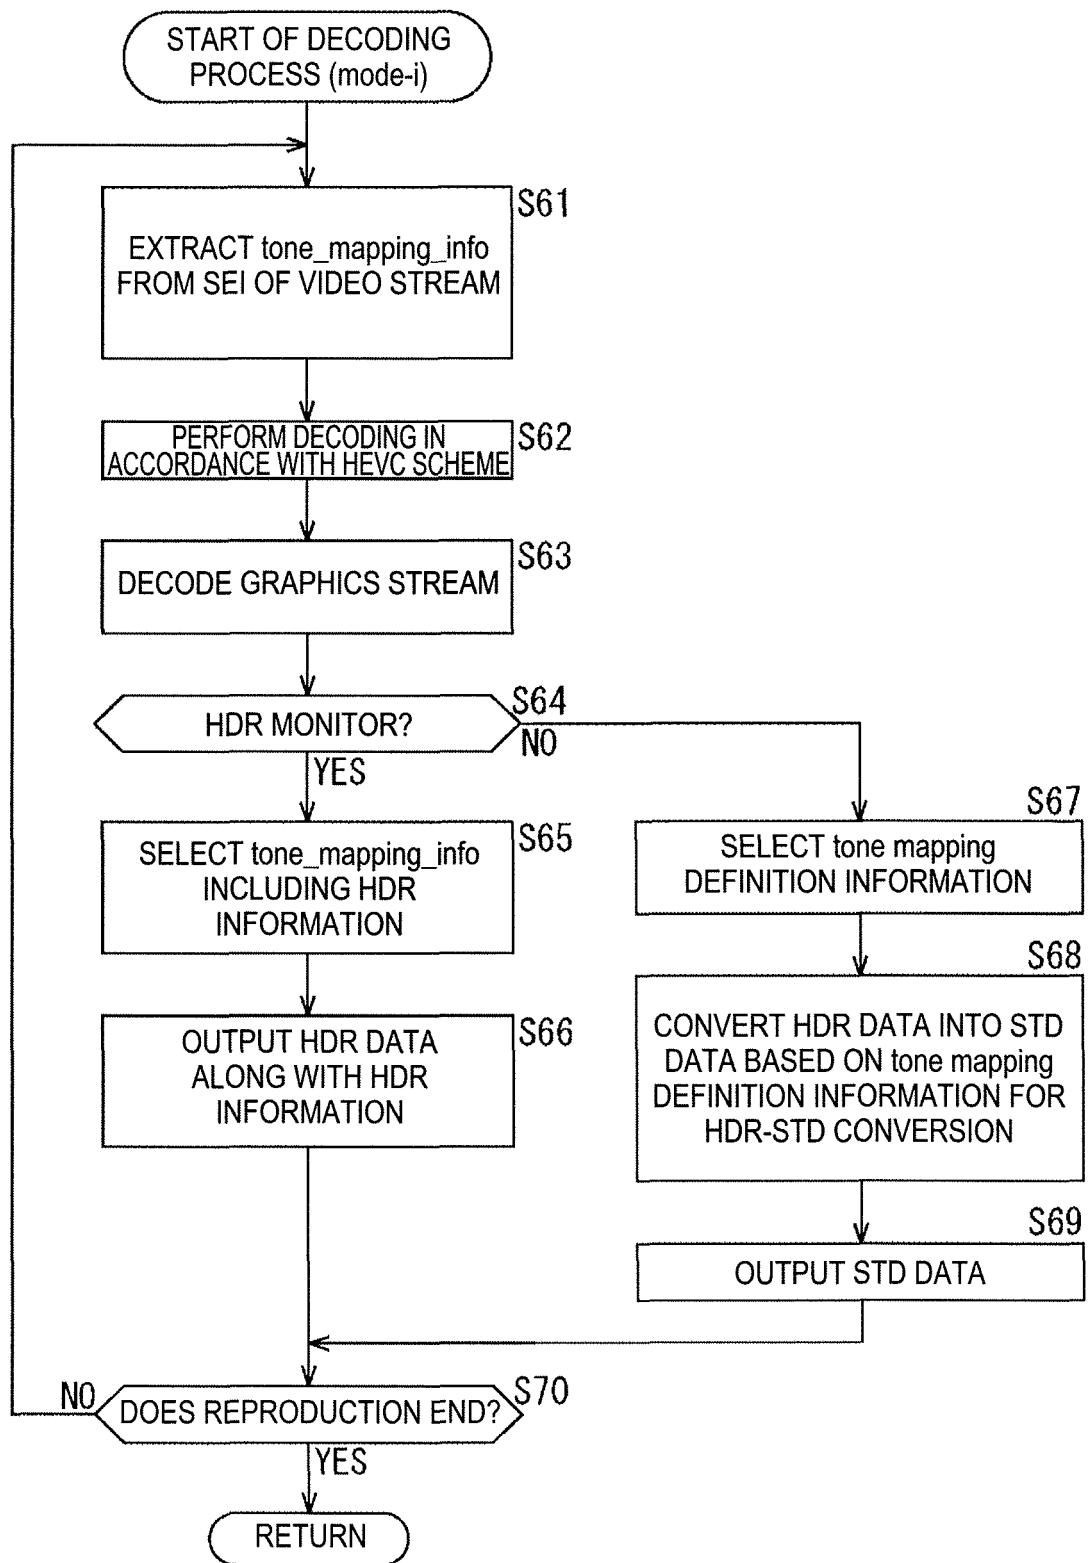 START OF DECODING
PROCESS (mode-i)
S61
EXTRACT tone_mapping_info
FROM SEI OF VIDEO STREAM
S62
PERFORM DECODING IN
ACCORDANCE WITH HEVC SCHEME
S63
DECODE GRAPHICS STREAM
S64
HDR MONITOR?
NO
YES
S65
SELECT tone_mapping_info
INCLUDING HDR
INFORMATION
S66
OUTPUT HDR DATA
ALONG WITH HDR
INFORMATION
S67
SELECT tone mapping
DEFINITION INFORMATION
S68
CONVERT HDR DATA INTO STD
DATA BASED ON tone mapping
DEFINITION INFORMATION FOR
HDR-STD CONVERSION
S69
OUTPUT STD DATA
S70
NO
DOES REPRODUCTION END?
YES
RETURN